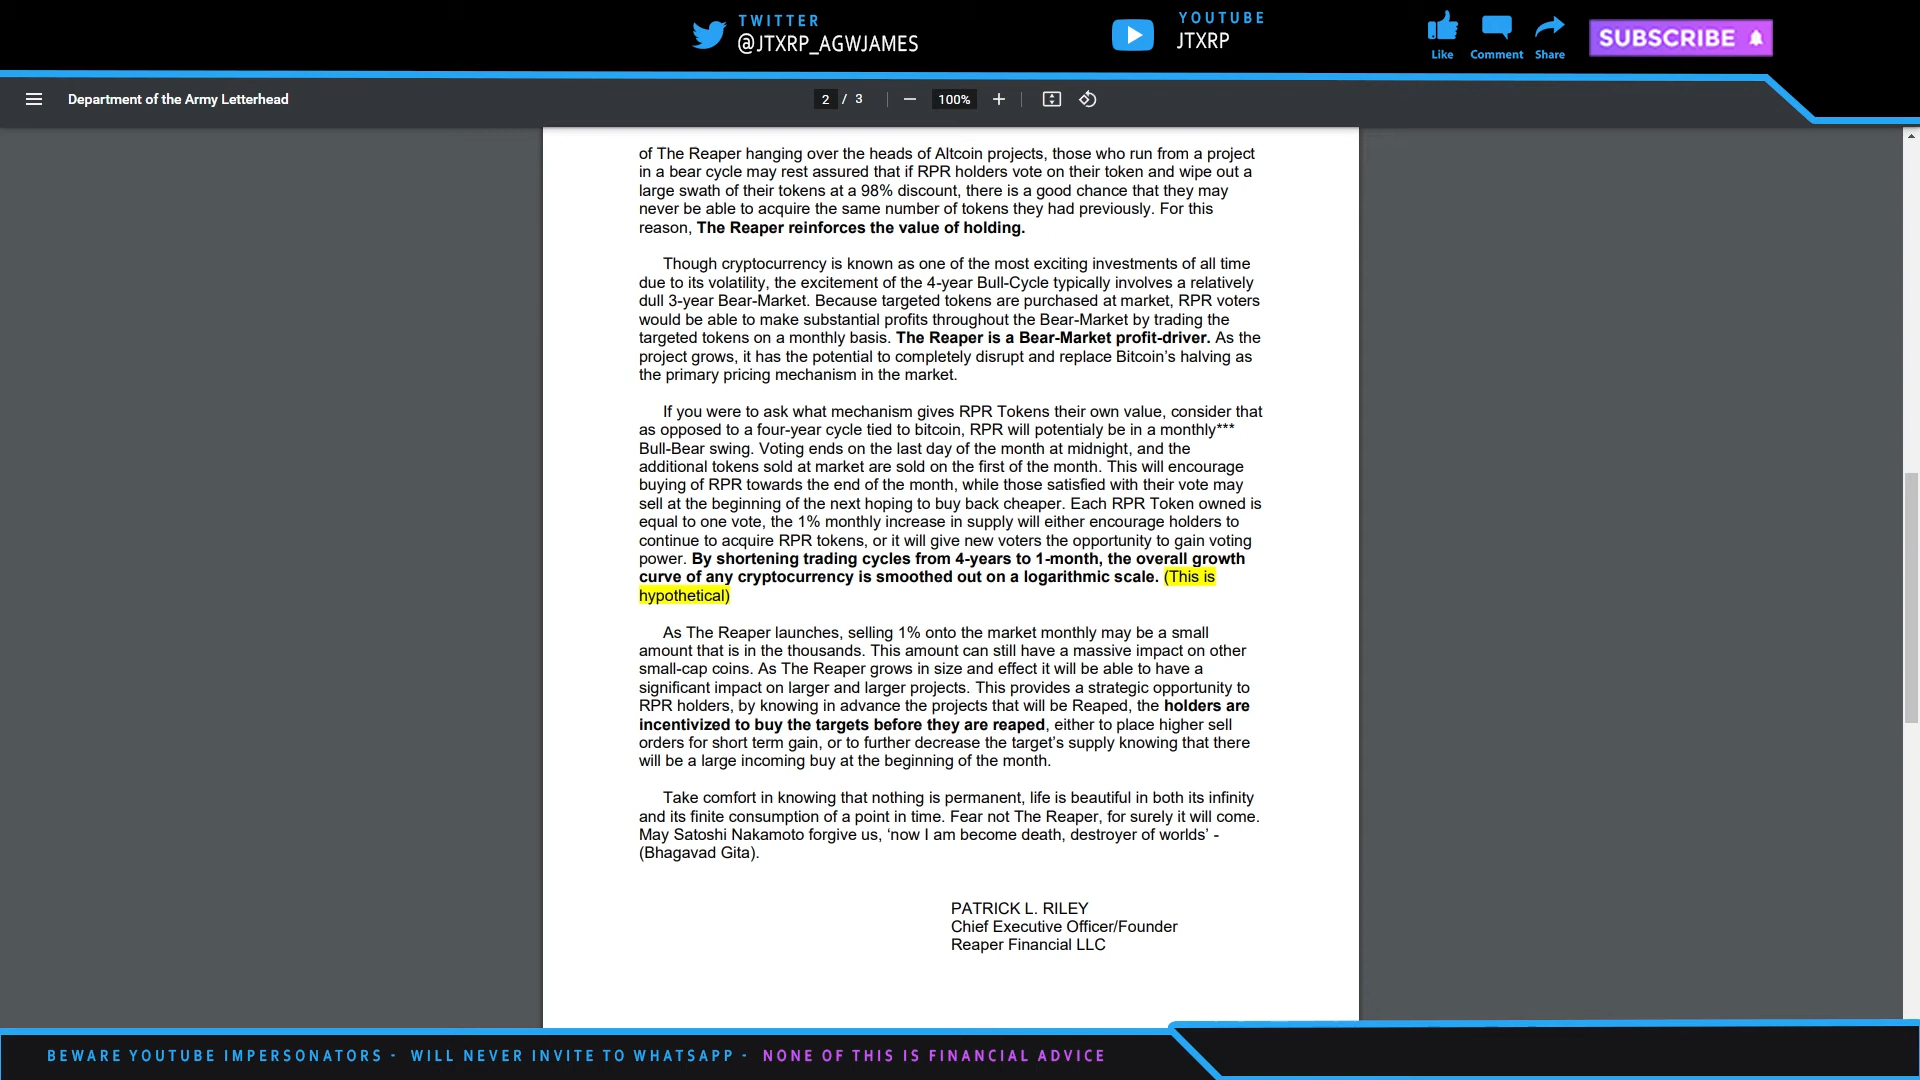 TWITTER
@JTXRP_AGWJAMES
YOUTUBE
JTXRP
Like
Comment
Share
SUBSCRIBE
Department of the Army Letterhead
2 / 3
100%
of The Reaper hanging over the heads of Altcoin projects, those who run from a project
in a bear cycle may rest assured that if RPR holders vote on their token and wipe out a
large swath of their tokens at a 98% discount, there is a good chance that they may
never be able to acquire the same number of tokens they had previously. For this
reason, The Reaper reinforces the value of holding.
Though cryptocurrency is known as one of the most exciting investments of all time
due to its volatility, the excitement of the 4-year Bull-Cycle typically involves a relatively
dull 3-year Bear-Market. Because targeted tokens are purchased at market, RPR voters
would be able to make substantial profits throughout the Bear-Market by trading the
targeted tokens on a monthly basis. The Reaper is a Bear-Market profit-driver. As the
project grows, it has the potential to completely disrupt and replace Bitcoin's halving as
the primary pricing mechanism in the market.
If you were to ask what mechanism gives RPR Tokens their own value, consider that
as opposed to a four-year cycle tied to bitcoin, RPR will potentialy be in a monthly***
Bull-Bear swing. Voting ends on the last day of the month at midnight, and the
additional tokens sold at market are sold on the first of the month. This will encourage
buying of RPR towards the end of the month, while those satisfied with their vote may
sell at the beginning of the next hoping to buy back cheaper. Each RPR Token owned is
equal to one vote, the 1% monthly increase in supply will either encourage holders to
continue to acquire RPR tokens, or it will give new voters the opportunity to gain voting
power. By shortening trading cycles from 4-years to 1-month, the overall growth
curve of any cryptocurrency is smoothed out on a logarithmic scale. (This is
hypothetical)
As The Reaper launches, selling 1% onto the market monthly may be a small
amount that is in the thousands. This amount can still have a massive impact on other
small-cap coins. As The Reaper grows in size and effect it will be able to have a
significant impact on larger and larger projects. This provides a strategic opportunity to
RPR holders, by knowing in advance the projects that will be Reaped, the holders are
incentivized to buy the targets before they are reaped, either to place higher sell
orders for short term gain, or to further decrease the target's supply knowing that there
will be a large incoming buy at the beginning of the month.
Take comfort in knowing that nothing is permanent, life is beautiful in both its infinity
and its finite consumption of a point in time. Fear not The Reaper, for surely it will come.
May Satoshi Nakamoto forgive us, ‘now I am become death, destroyer of worlds’ -
(Bhagavad Gita).
PATRICK L. RILEY
Chief Executive Officer/Founder
Reaper Financial LLC
BEWARE YOUTUBE IMPERSONATORS - WILL NEVER INVITE TO WHATSAPP - NONE OF THIS IS FINANCIAL ADVICE